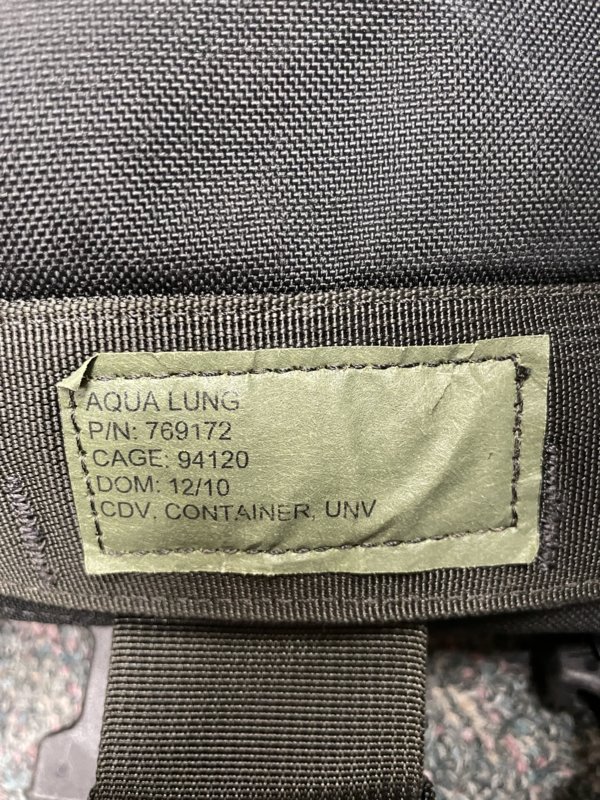 AQUA LUNG
P/N: 769172
CAGE: 94120
DOM: 12/10
CDV, CONTAINER, UNV